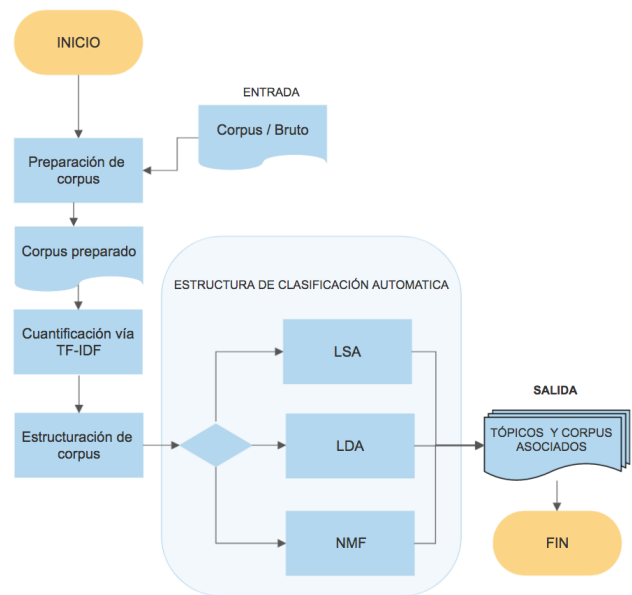 INICIO
ENTRADA
Corpus / Bruto
Preparación de
corpus
Corpus preparado
Cuantificación vía
TF-IDF
Estructuración de
corpus
ESTRUCTURA DE CLASIFICACIÓN AUTOMATICA
LSA
LDA
NMF
SALIDA
TÓPICOS Y CORPUS
ASOCIADOS
FIN